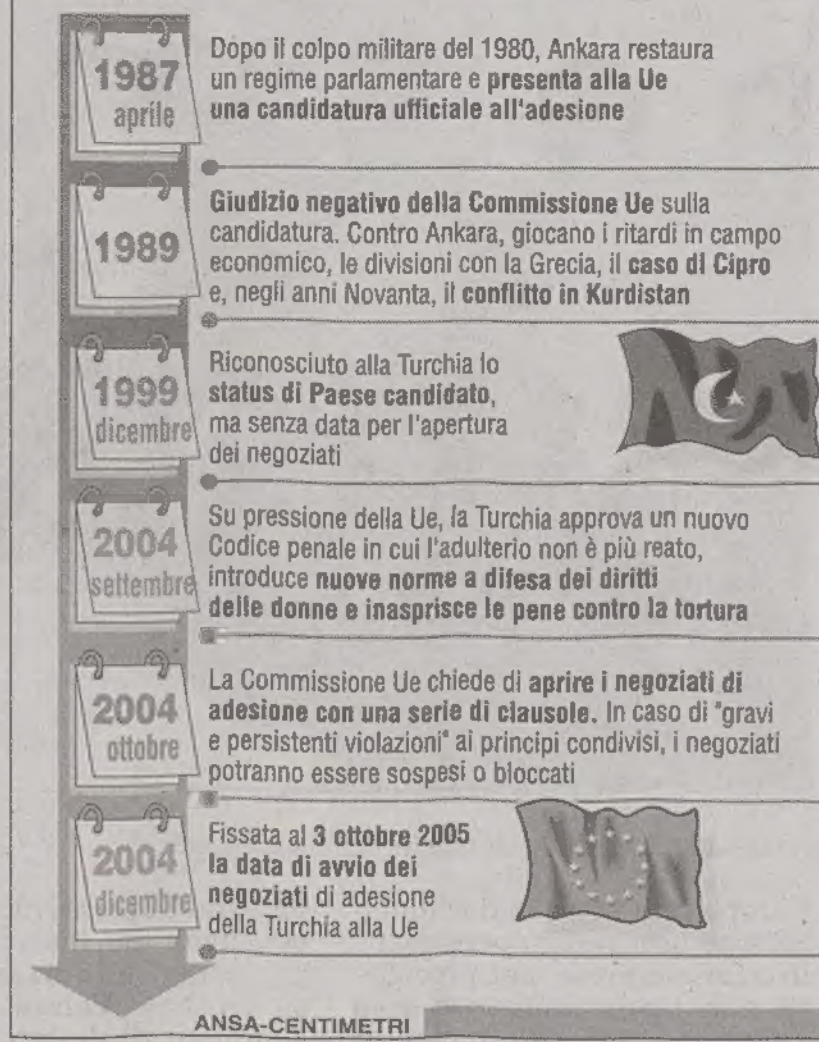 1987
aprile
Dopo il colpo militare del 1980, Ankara restaura
un regime parlamentare e presenta alla Ue
una candidatura ufficiale all'adesione
1989
Giudizio negativo della Commissione Ue sulla
candidatura. Contro Ankara, giocano i ritardi in campo
economico, le divisioni con la Grecia, il caso di Cipro
e, negli anni Novanta, il conflitto in Kurdistan
1999
dicembre
Riconosciuto alla Turchia lo
status di Paese candidato,
ma senza data per l'apertura
dei negoziati
2004
settembre
Su pressione della Ue, la Turchia approva un nuovo
Codice penale in cui l'adulterio non è più reato,
introduce nuove norme a difesa dei diritti
delle donne e inasprisce le pene contro la tortura
2004
ottobre
La Commissione Ue chiede di aprire i negoziati di
adesione con una serie di clausole. In caso di "gravi
e persistenti violazioni" ai principi condivisi, i negoziati
potranno essere sospesi o bloccati
2004
dicembre
Fissata al 3 ottobre 2005
la data di avvio dei
negoziati di adesione
della Turchia alla Ue
ANSA-CENTIMETRI